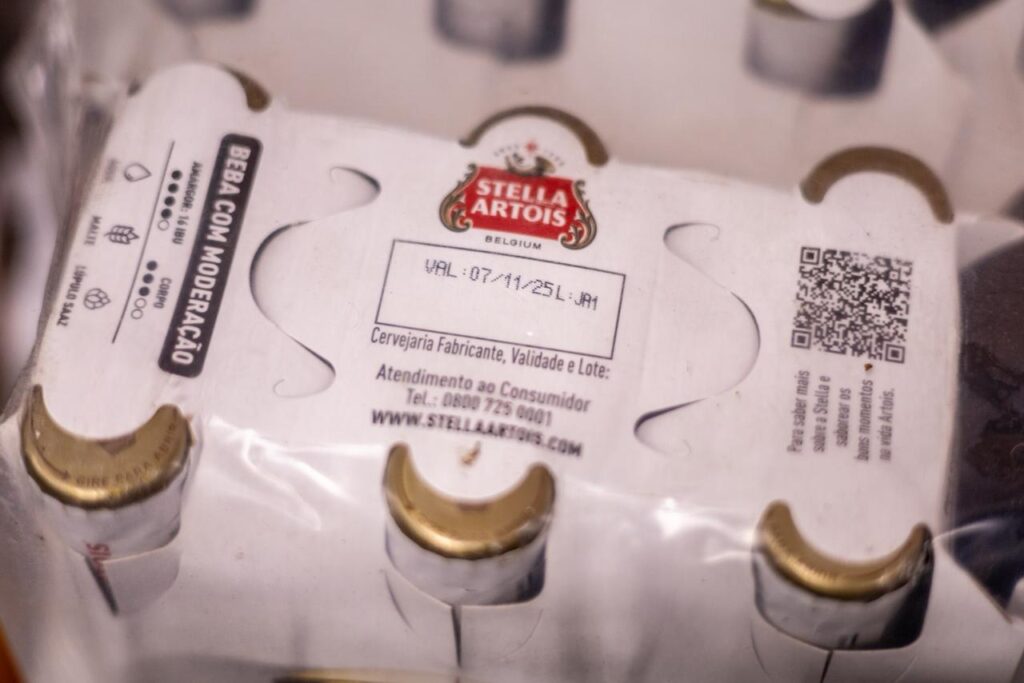 STELLA
ARTOIS
BELGIUM
VAL:07/11/25L:JA1
Cervejaria Fabricante, Validade e Lote:
Atendimento ao Consumidor
Tel.: 0800 725 0001
WWW.STELLAARTOIS.COM
BEBA COM MODERAÇÃO
AMARGOR: 16 IBU
CORPO
MALTE
LÚPULO SAAZ
Para saber mais
sobre a Stella e
saborear os
bons momentos
na vida Artois.
GIRE PARA